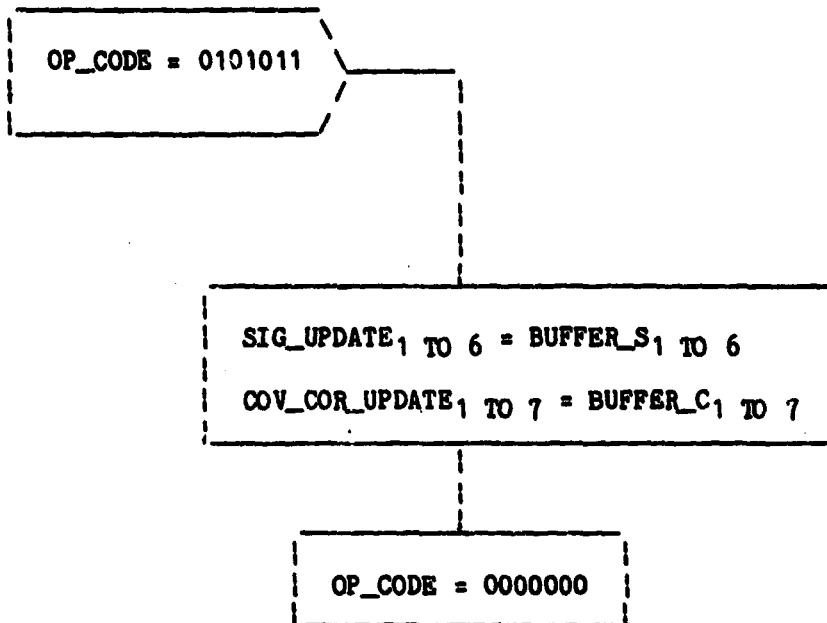 OP_CODE = 0101011
SIG_UPDATE1 TO 6 = BUFFER_S1 TO 6
COV_COR_UPDATE1 TO 7 = BUFFER_C1 TO 7
OP_CODE = 0000000